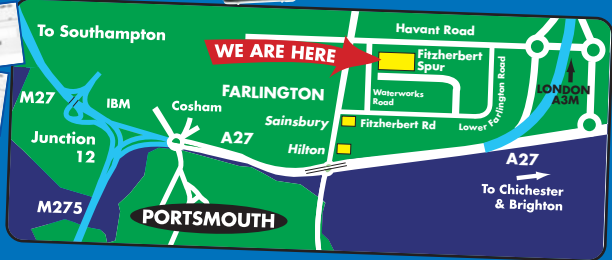 To Southampton
Havant Road
WE ARE HERE
Fitzherbert
Spur
LONDON
A3M
M27
IBM
FARLINGTON
Waterworks
Road
Lower Farlington Road
Cosham
Sainsbury
Fitzherbert Rd
Junction
12
A27
Hilton
A27
To Chichester
& Brighton
M275
PORTSMOUTH